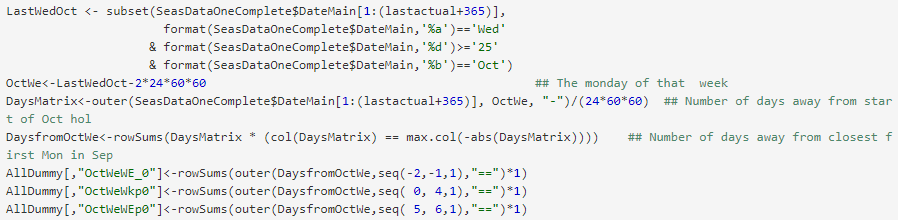 LastWedOct <- subset(SeasDataOneComplete$DateMain[1:(lastactual+365)],
format(SeasDataOneComplete$DateMain,'%a')=='Wed'
& format(SeasDataOneComplete$DateMain,'%d')>='25'
& format(SeasDataOneComplete$DateMain,'%b')=='Oct')
OctWe<-LastWedOct-2*24*60*60 ## The monday of that week
DaysMatrix<-outer(SeasDataOneComplete$DateMain[1:(lastactual+365)], OctWe, "-")/(24*60*60) ## Number of days away from star
t of Oct hol
DaysfromOctWe<-rowSums(DaysMatrix * (col(DaysMatrix) == max.col(-abs(DaysMatrix)))) ## Number of days away from closest f
irst Mon in Sep
AllDummy[,"OctWeWE_0"]<-rowSums(outer(DaysfromOctWe,seq(-2,-1,1),"==")*1)
AllDummy[,"OctWeWkp0"]<-rowSums(outer(DaysfromOctWe,seq( 0, 4,1),"==")*1)
AllDummy[,"OctWeWEp0"]<-rowSums(outer(DaysfromOctWe,seq( 5, 6,1),"==")*1)